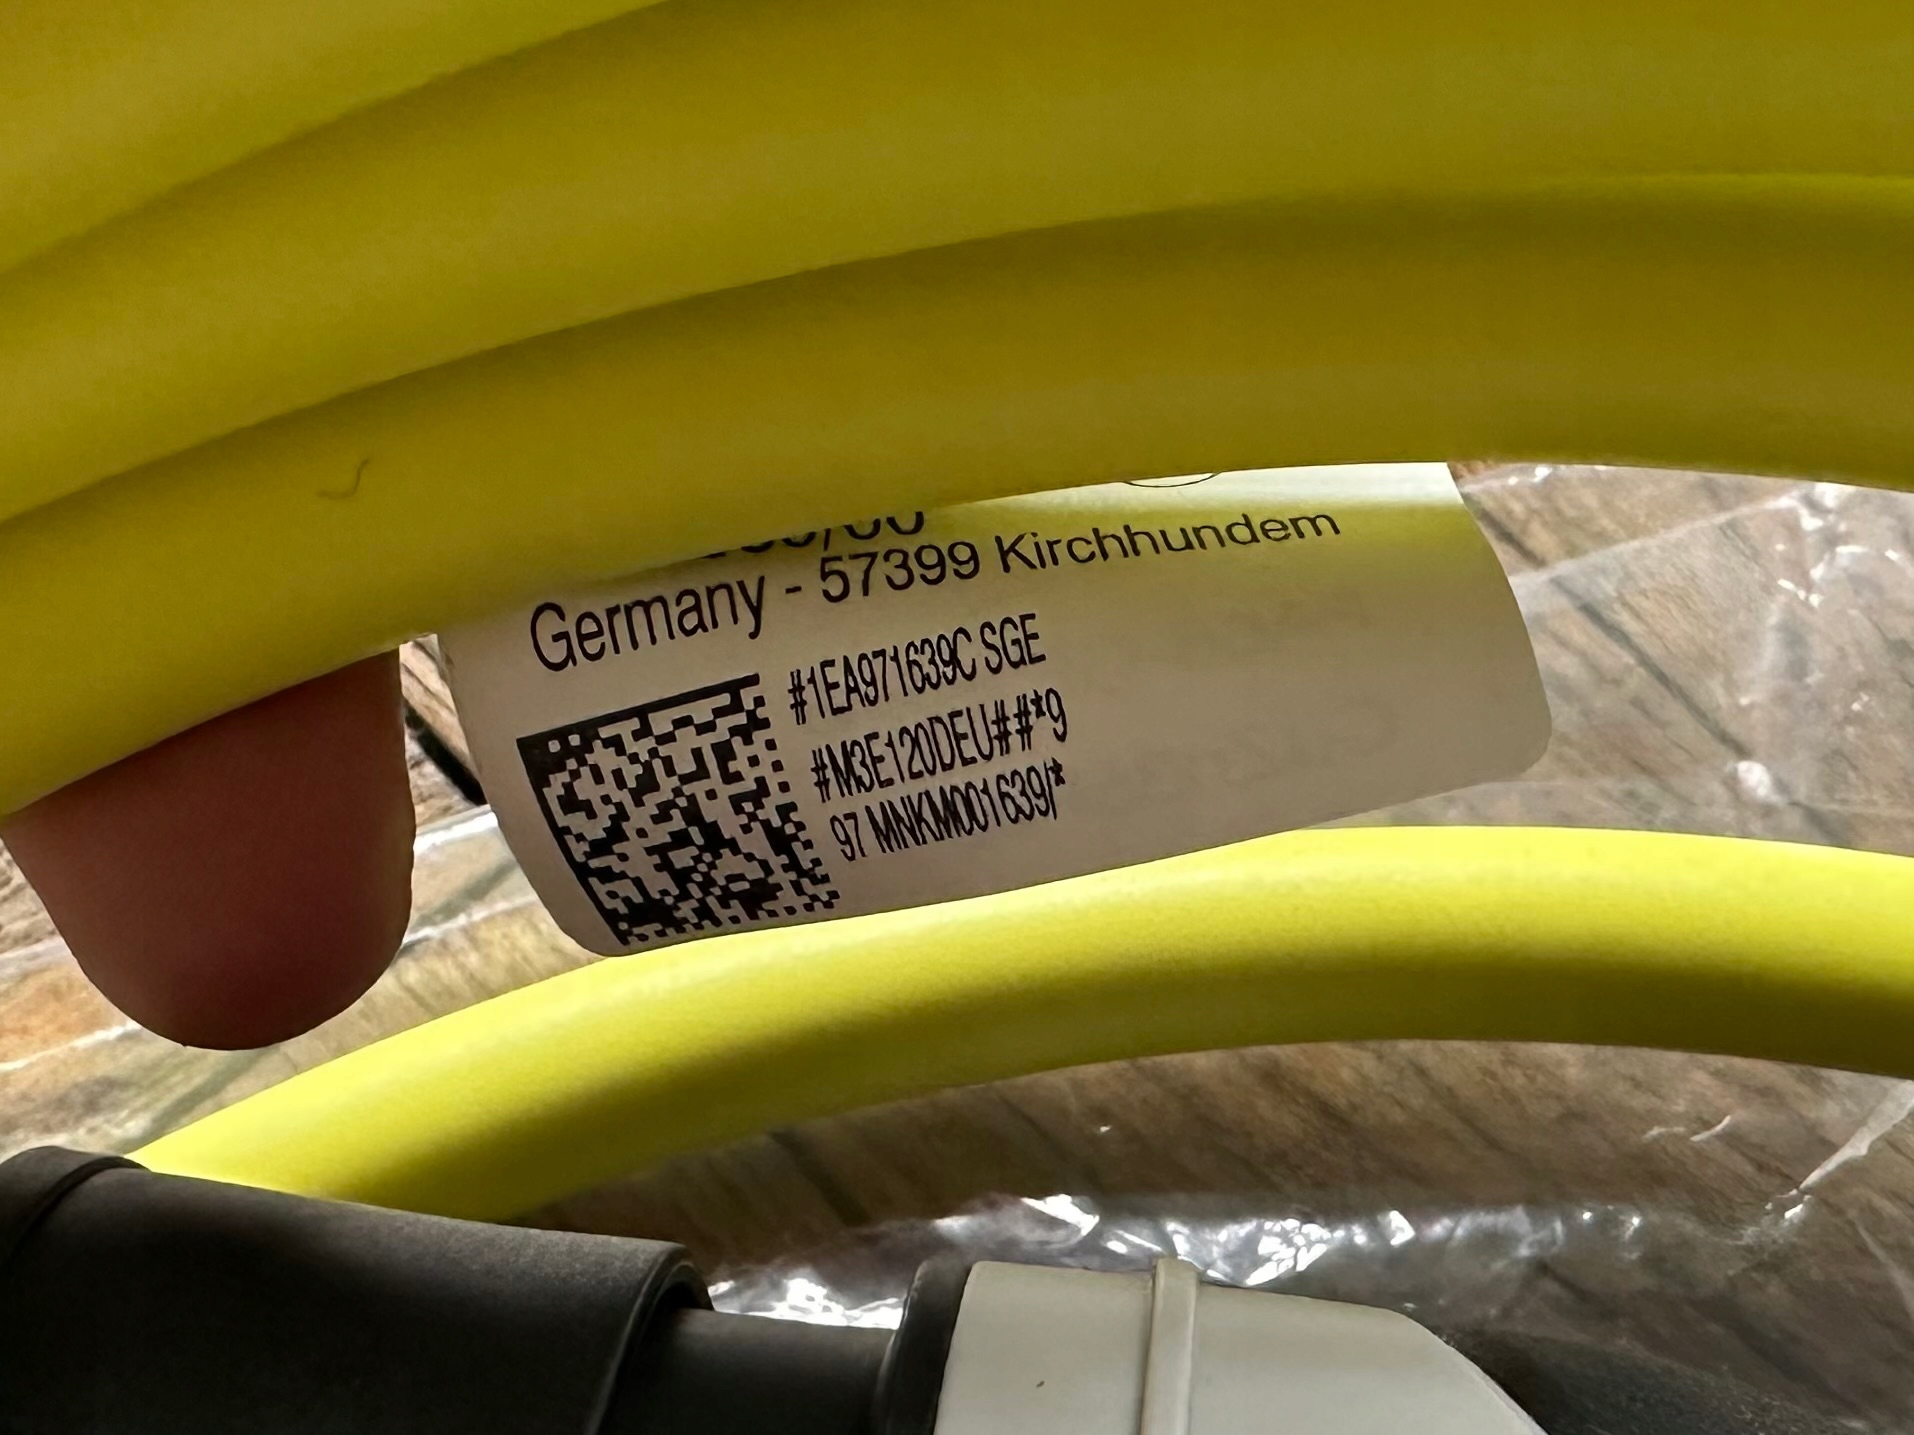 Germany - 57399 Kirchhundem
#1EA971639C SGE
#M3E120DEU##*9
97 MNKM001639/*